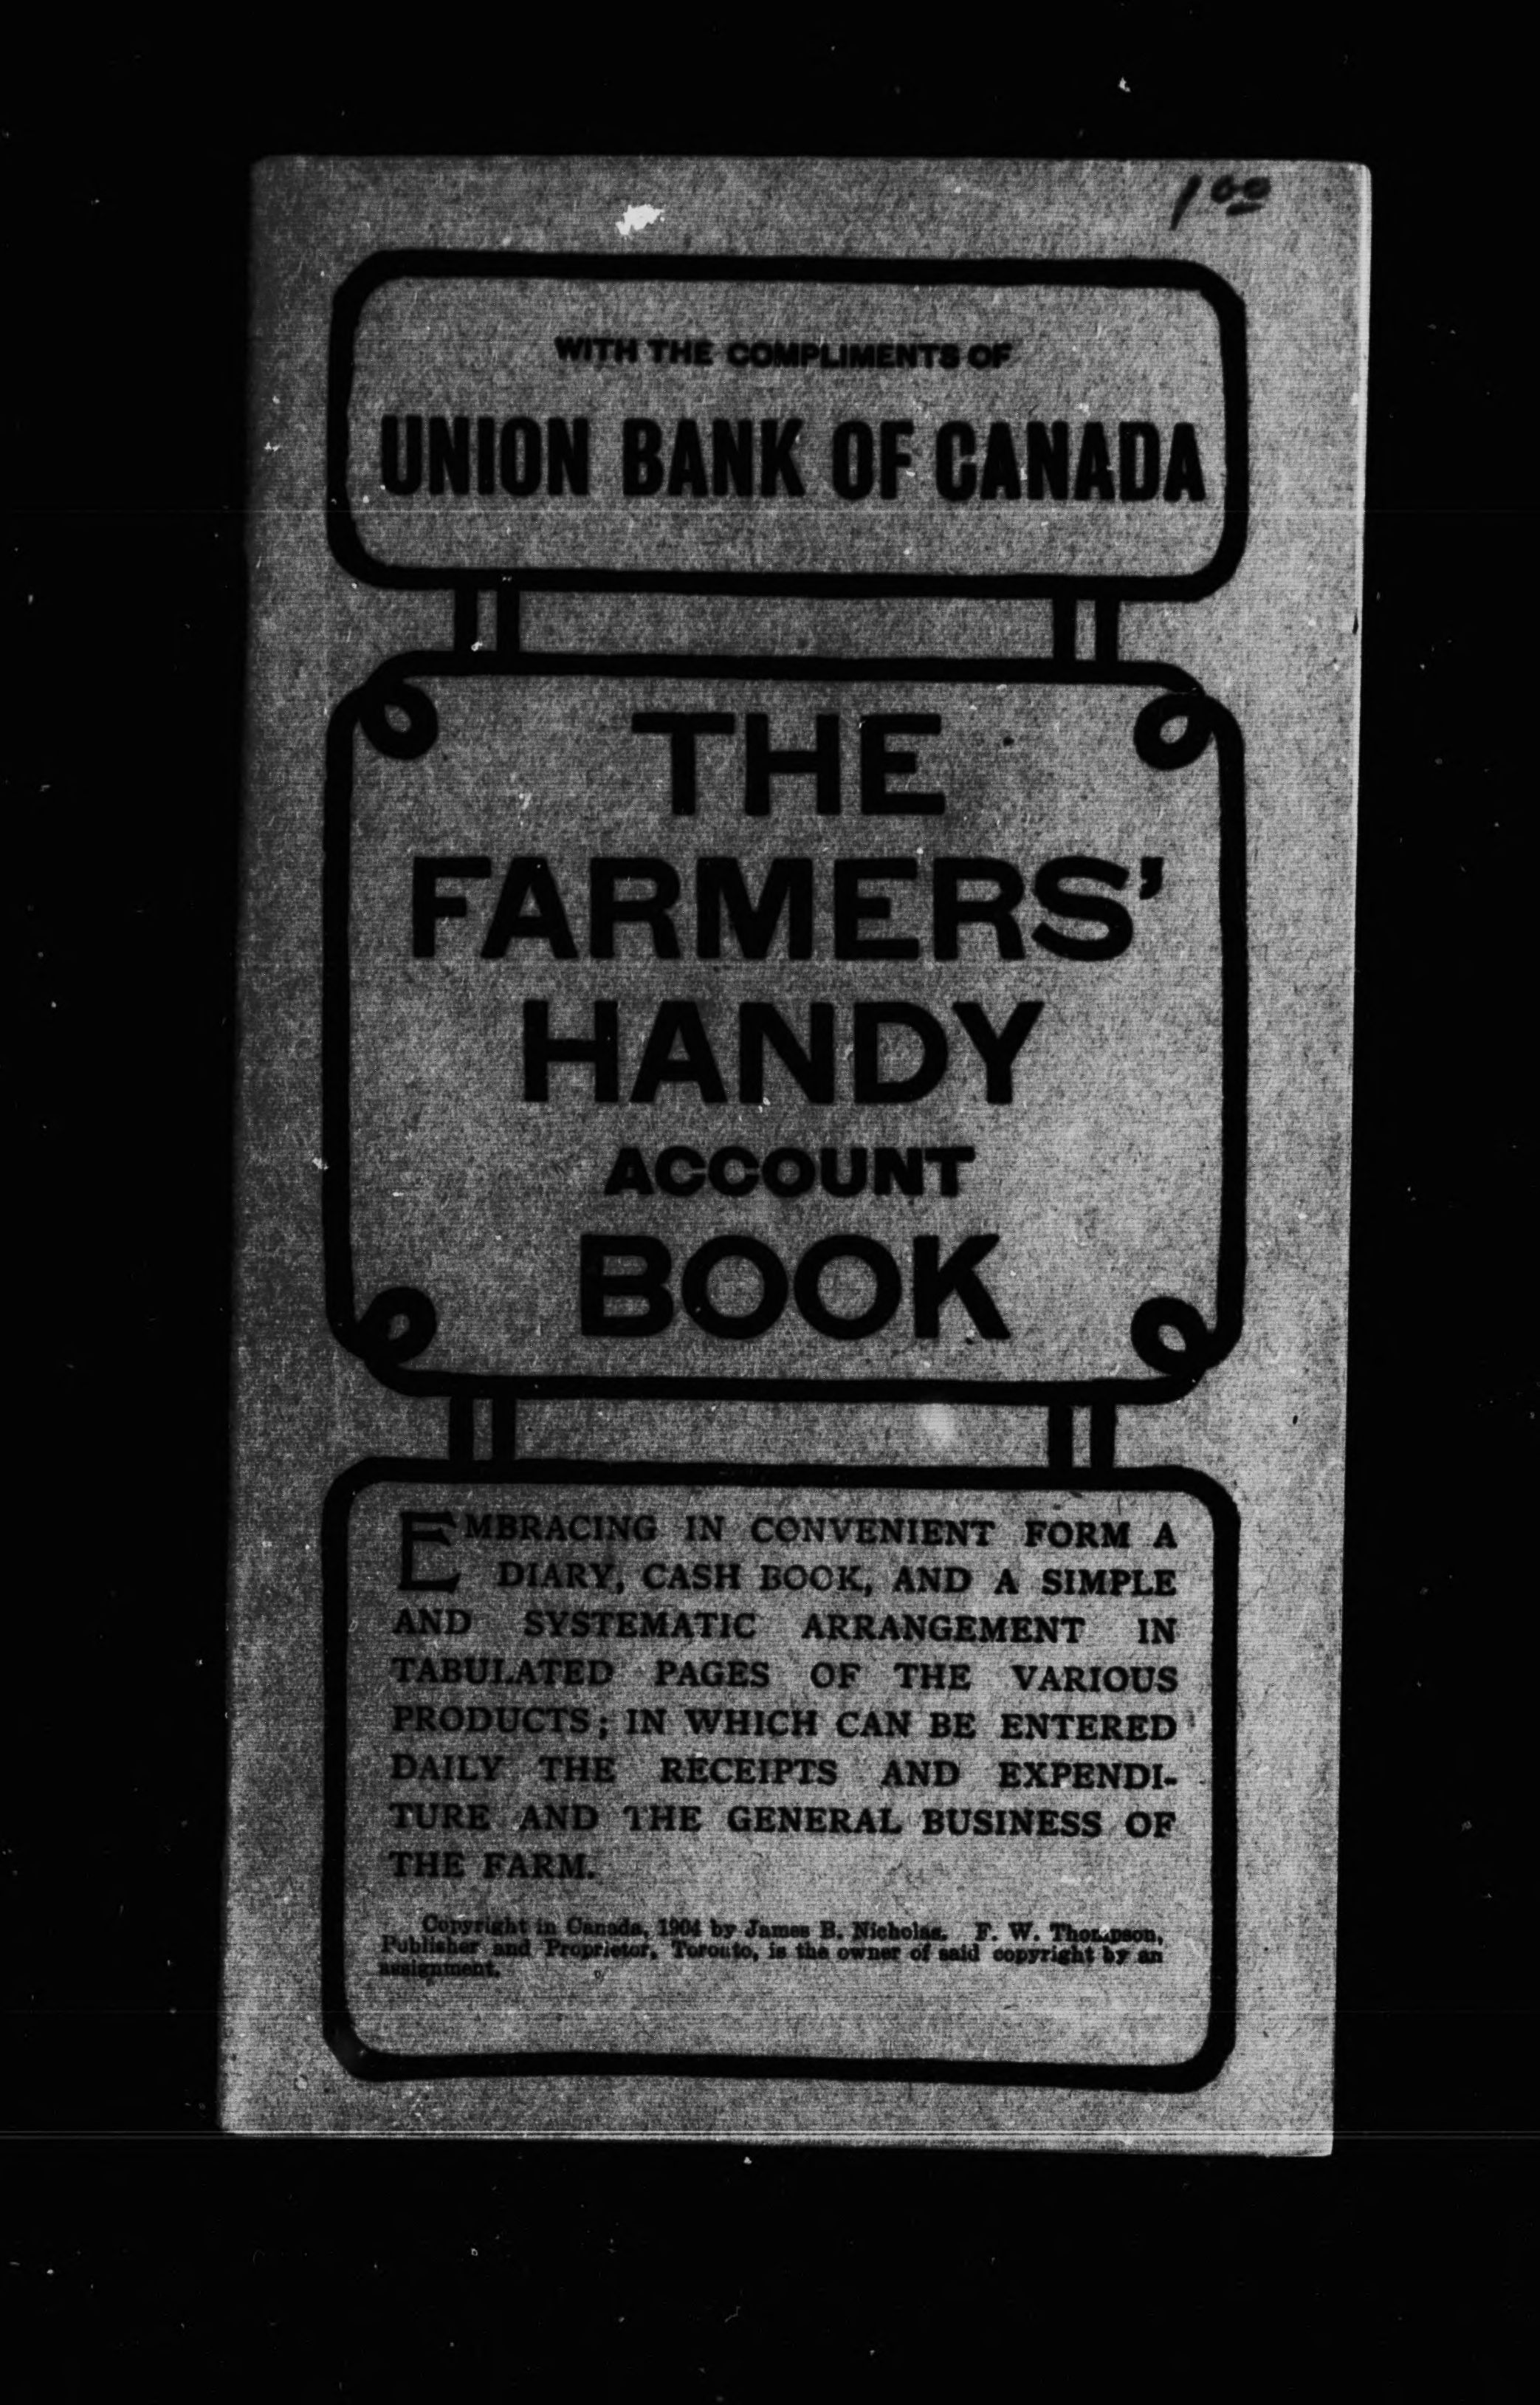 1 00
WITH THE COMPLIMENTS OF
UNION BANK OF CANADA
THE
FARMERS'
HANDY
ACCOUNT
BOOK
EMBRACING IN CONVENIENT FORM A
DIARY, CASH BOOK, AND A SIMPLE
AND SYSTEMATIC ARRANGEMENT IN
TABULATED PAGES OF THE VARIOUS
PRODUCTS; IN WHICH CAN BE ENTERED
DAILY THE RECEIPTS AND EXPENDI-
TURE AND THE GENERAL BUSINESS OF
THE FARM.
Copyright in Canada, 1904 by James B. Nicholas. F. W. Thompson,
Publisher and Proprietor, Toronto, is the owner of said copyright by an
assignment.